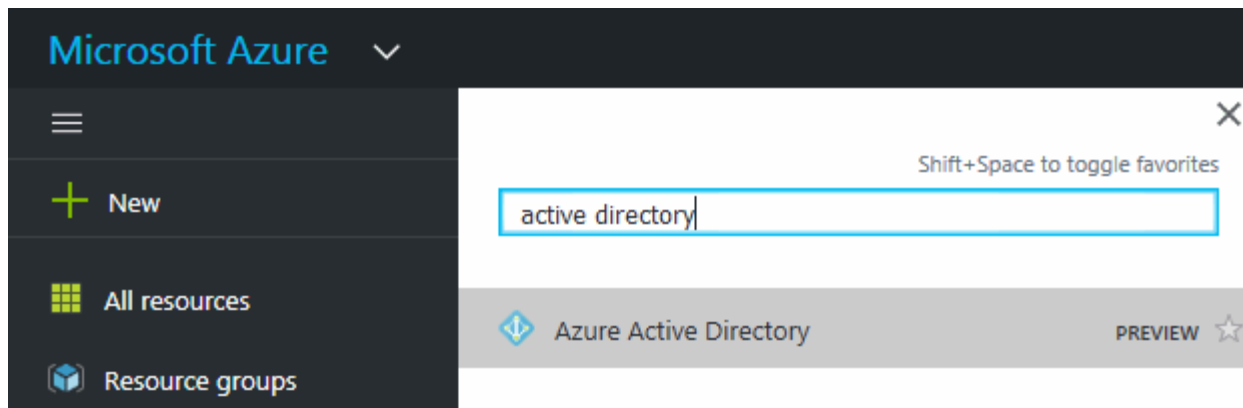 Microsoft Azure
Shift+Space to toggle favorites
New
active directory
All resources
Azure Active Directory PREVIEW
Resource groups